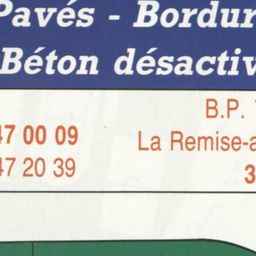 Pavés - Bordur
Béton désactiv
47 00 09
47 20 39
B.P.
La Remise-a
3